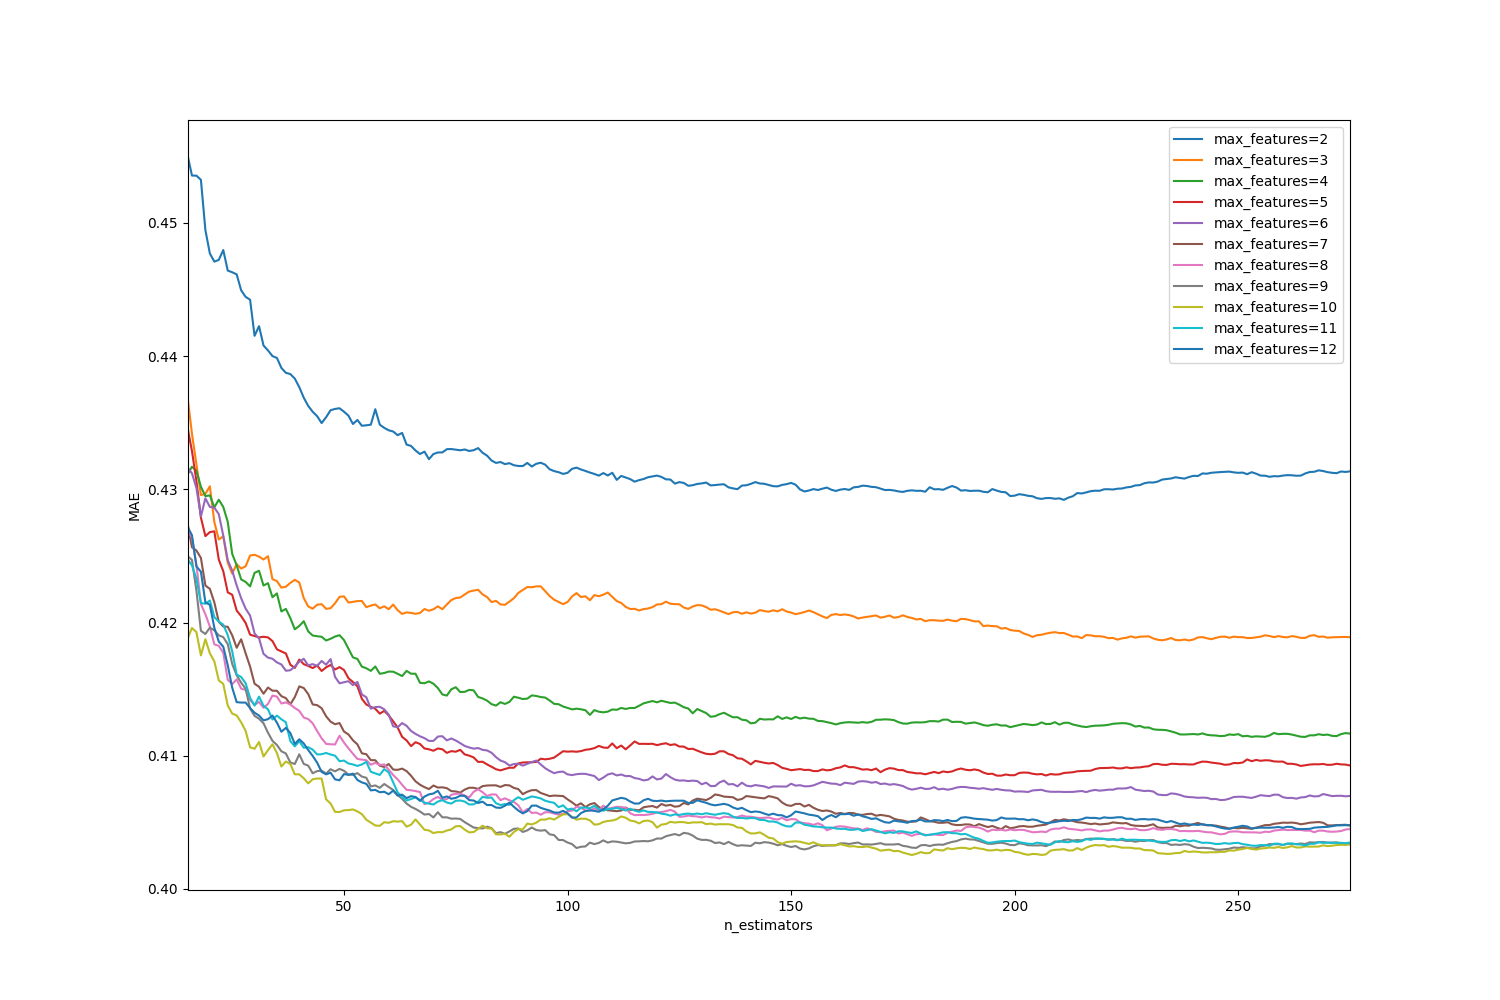 max_features=2
max_features=3
max_features=4
max_features=5
max_features=6
max_features=7
max_features=8
max_features=9
max_features=10
max_features=11
max_features=12
0.45
0.44
0.43
0.42
0.41
0.40
MAE
50
100
150
200
250
n_estimators